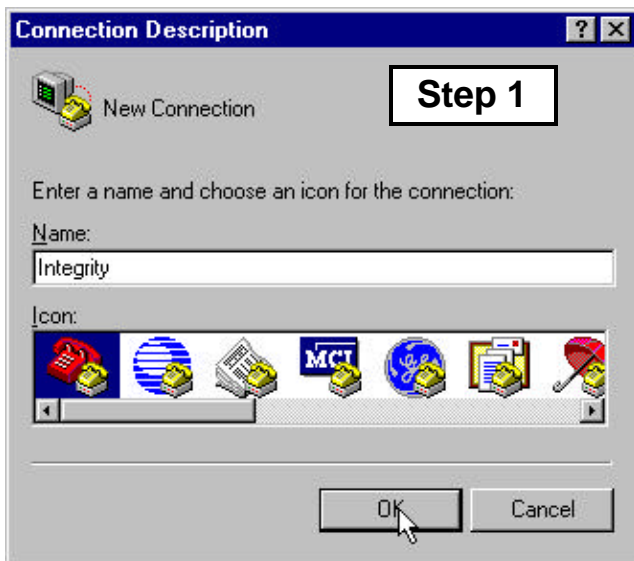 Connection Description
New Connection
Step 1
Enter a name and choose an icon for the connection:
Name:
Integrity
Icon:
MCI
OK
Cancel